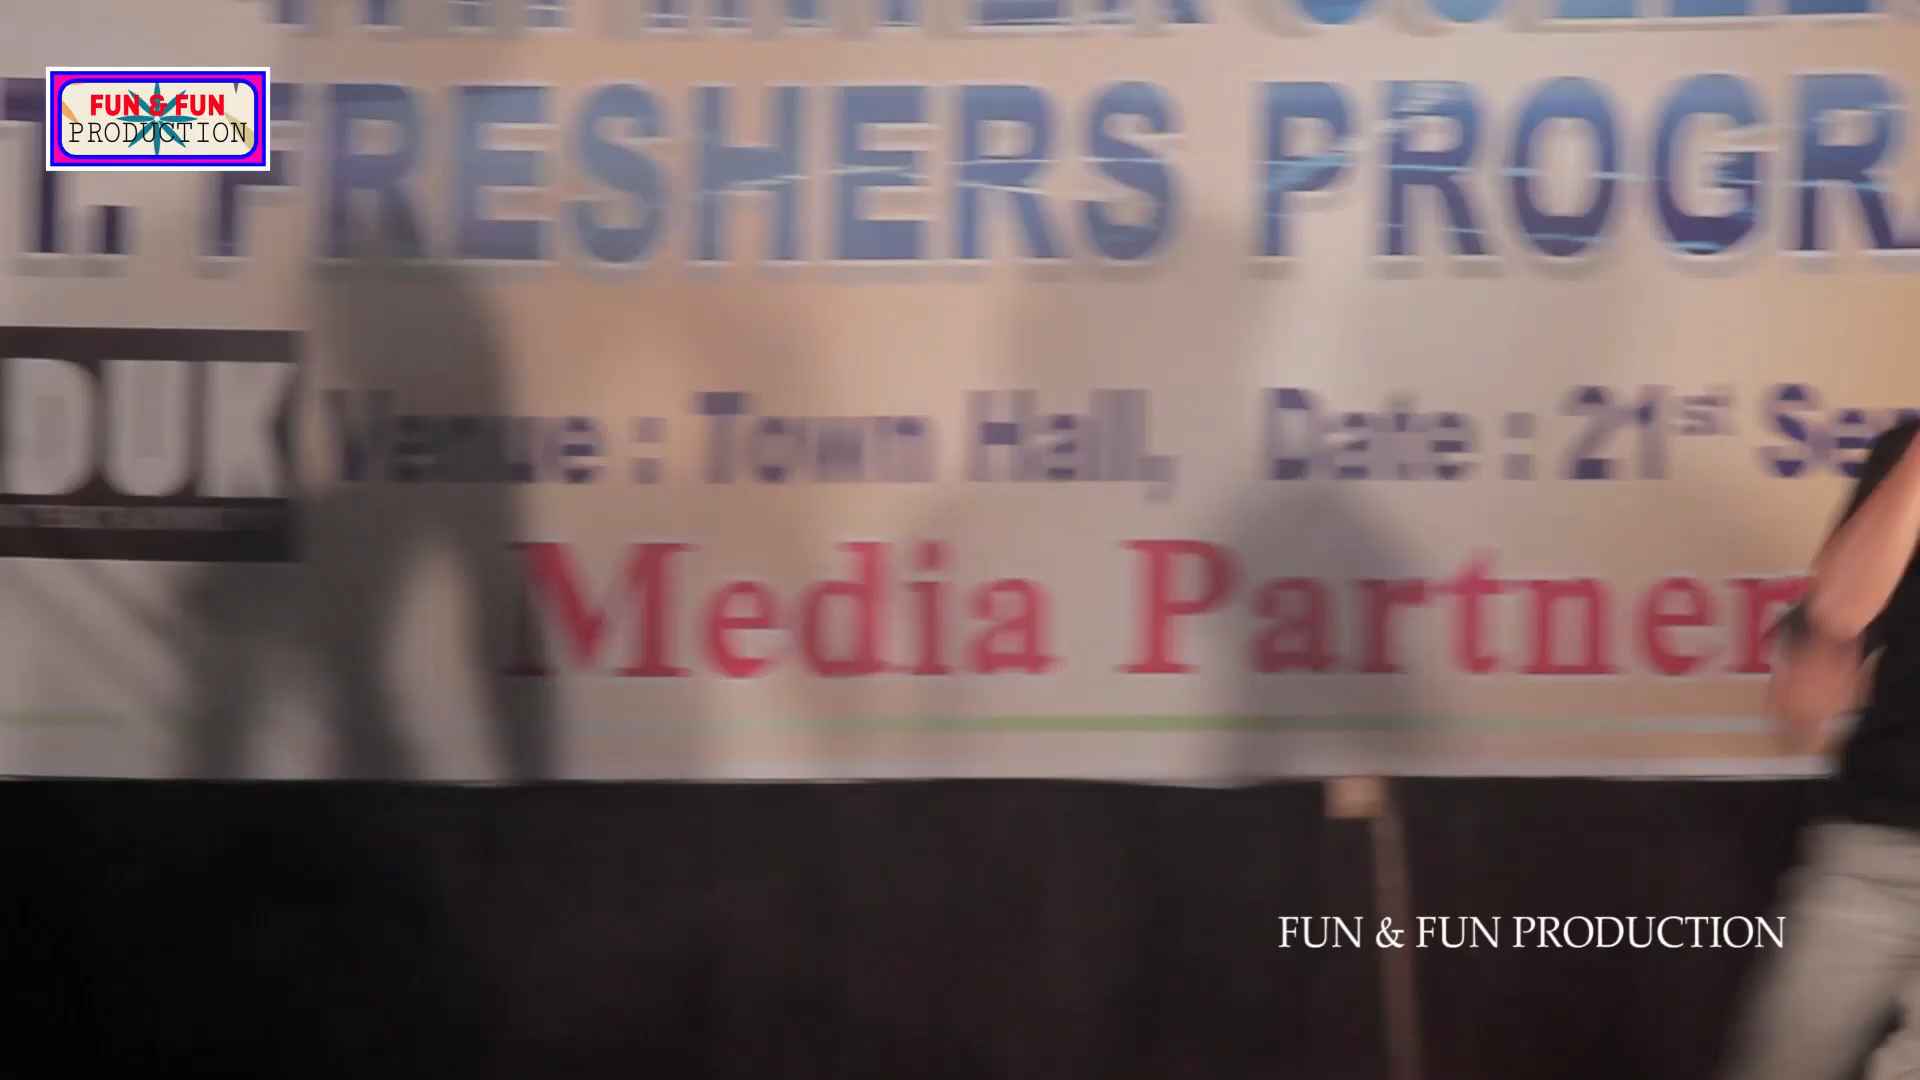 FUN & FUN
PRODUCTION
T. FRESHERS PROGR
DUK
Venue : Town Hall, Date : 21st Se
Media Partner
FUN & FUN PRODUCTION